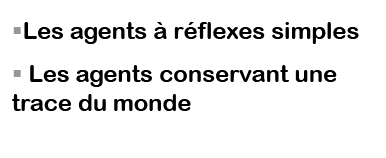 ▪Les agents à réflexes simples
▪ Les agents conservant une
trace du monde